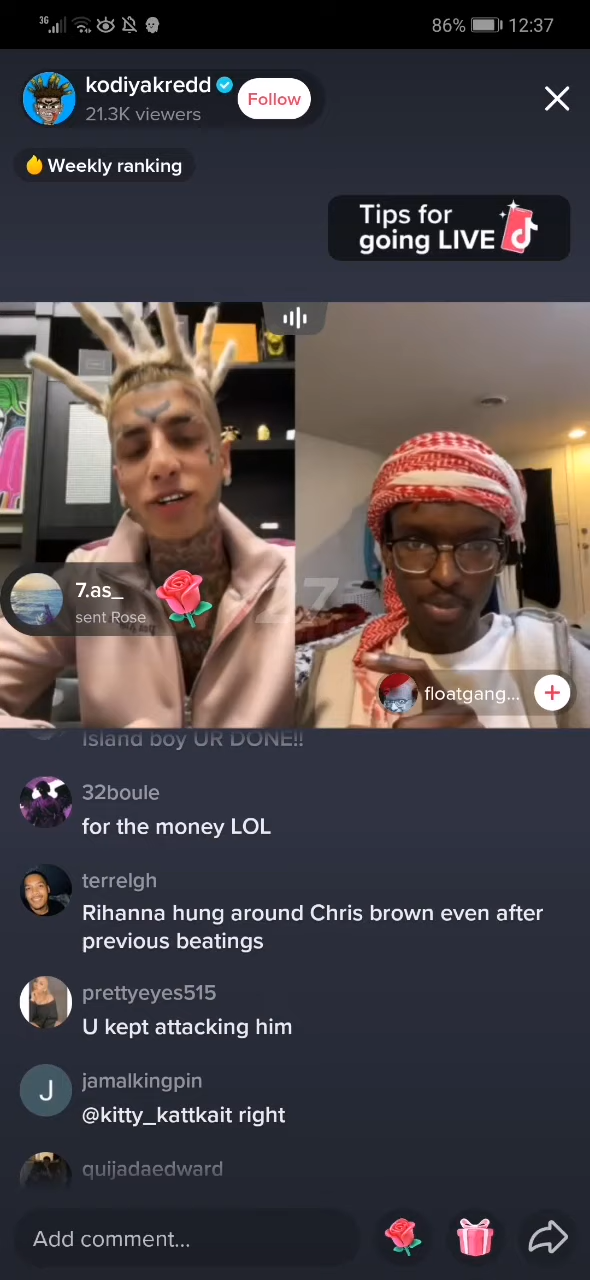 3G
86%
12:37
kodiyakredd
21.3K viewers
Follow
Weekly ranking
Tips for
going LIVE
7.as_
sent Rose
27
floatgang...
Island boy UR DONE!!
32boule
for the money LOL
terrelgh
Rihanna hung around Chris brown even after
previous beatings
prettyeyes515
U kept attacking him
J
jamalkingpin
@kitty_kattkait right
quijadaedward
Add comment...